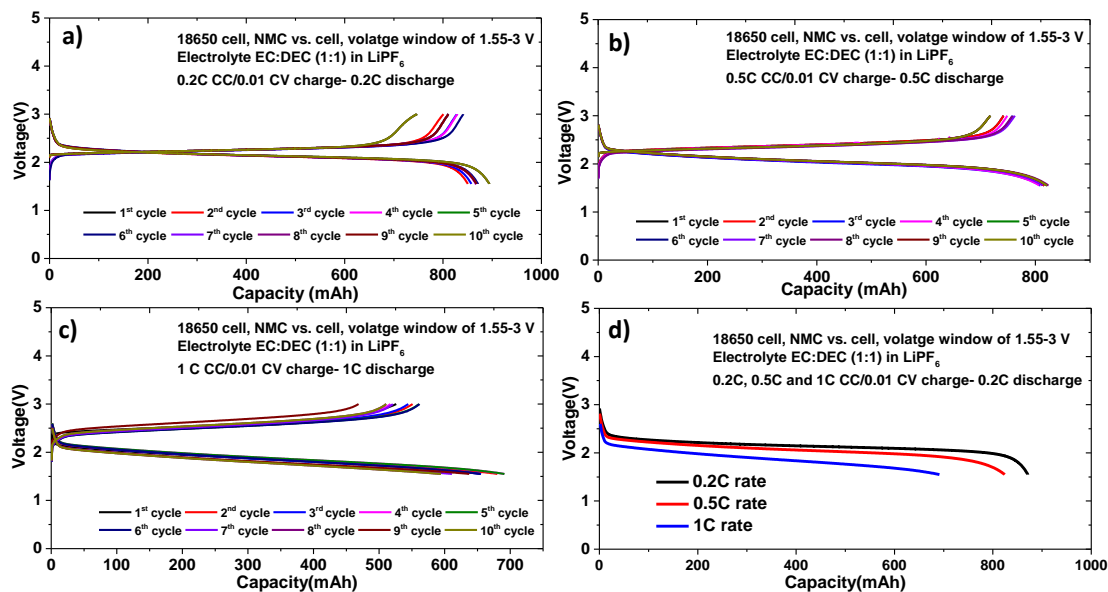 a)
18650 cell, NMC vs. cell, volatge window of 1.55-3 V
Electrolyte EC:DEC (1:1) in LiPF6
0.2C CC/0.01 CV charge- 0.2C discharge
5
4
3
2
1
0
Voltage(V)
1st cycle 2nd cycle 3rd cycle 4th cycle 5th cycle
6th cycle 7th cycle 8th cycle 9th cycle 10th cycle
0 200 400 600 800 1000
Capacity (mAh)
b)
18650 cell, NMC vs. cell, volatge window of 1.55-3 V
Electrolyte EC:DEC (1:1) in LiPF6
0.5C CC/0.01 CV charge- 0.5C discharge
5
4
3
2
1
0
Voltage(V)
1st cycle 2nd cycle 3rd cycle 4th cycle 5th cycle
6th cycle 7th cycle 8th cycle 9th cycle 10th cycle
0 200 400 600 800
Capacity (mAh)
c)
18650 cell, NMC vs. cell, volatge window of 1.55-3 V
Electrolyte EC:DEC (1:1) in LiPF6
1 C CC/0.01 CV charge- 1C discharge
5
4
3
2
1
0
Voltage(V)
1st cycle 2nd cycle 3rd cycle 4th cycle 5th cycle
6th cycle 7th cycle 8th cycle 9th cycle 10th cycle
0 100 200 300 400 500 600 700
Capacity(mAh)
d)
18650 cell, NMC vs. cell, volatge window of 1.55-3 V
Electrolyte EC:DEC (1:1) in LiPF6
0.2C, 0.5C and 1C CC/0.01 CV charge- 0.2C discharge
5
4
3
2
1
0
Voltage(V)
0.2C rate
0.5C rate
1C rate
0 200 400 600 800 1000
Capacity(mAh)